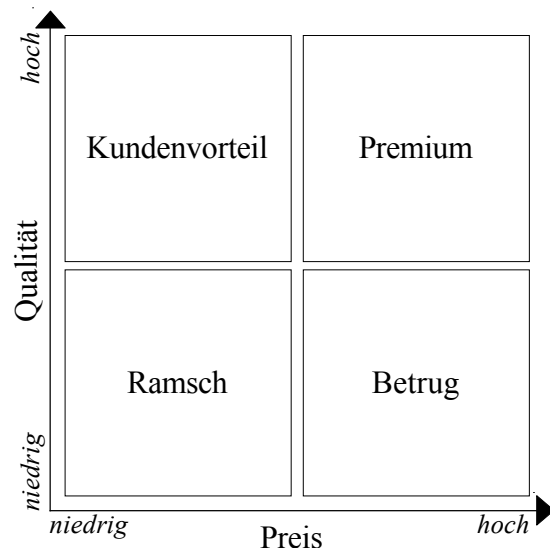 hoch
Kundenvorteil
Premium
Qualität
Ramsch
Betrug
niedrig
niedrig
hoch
Preis